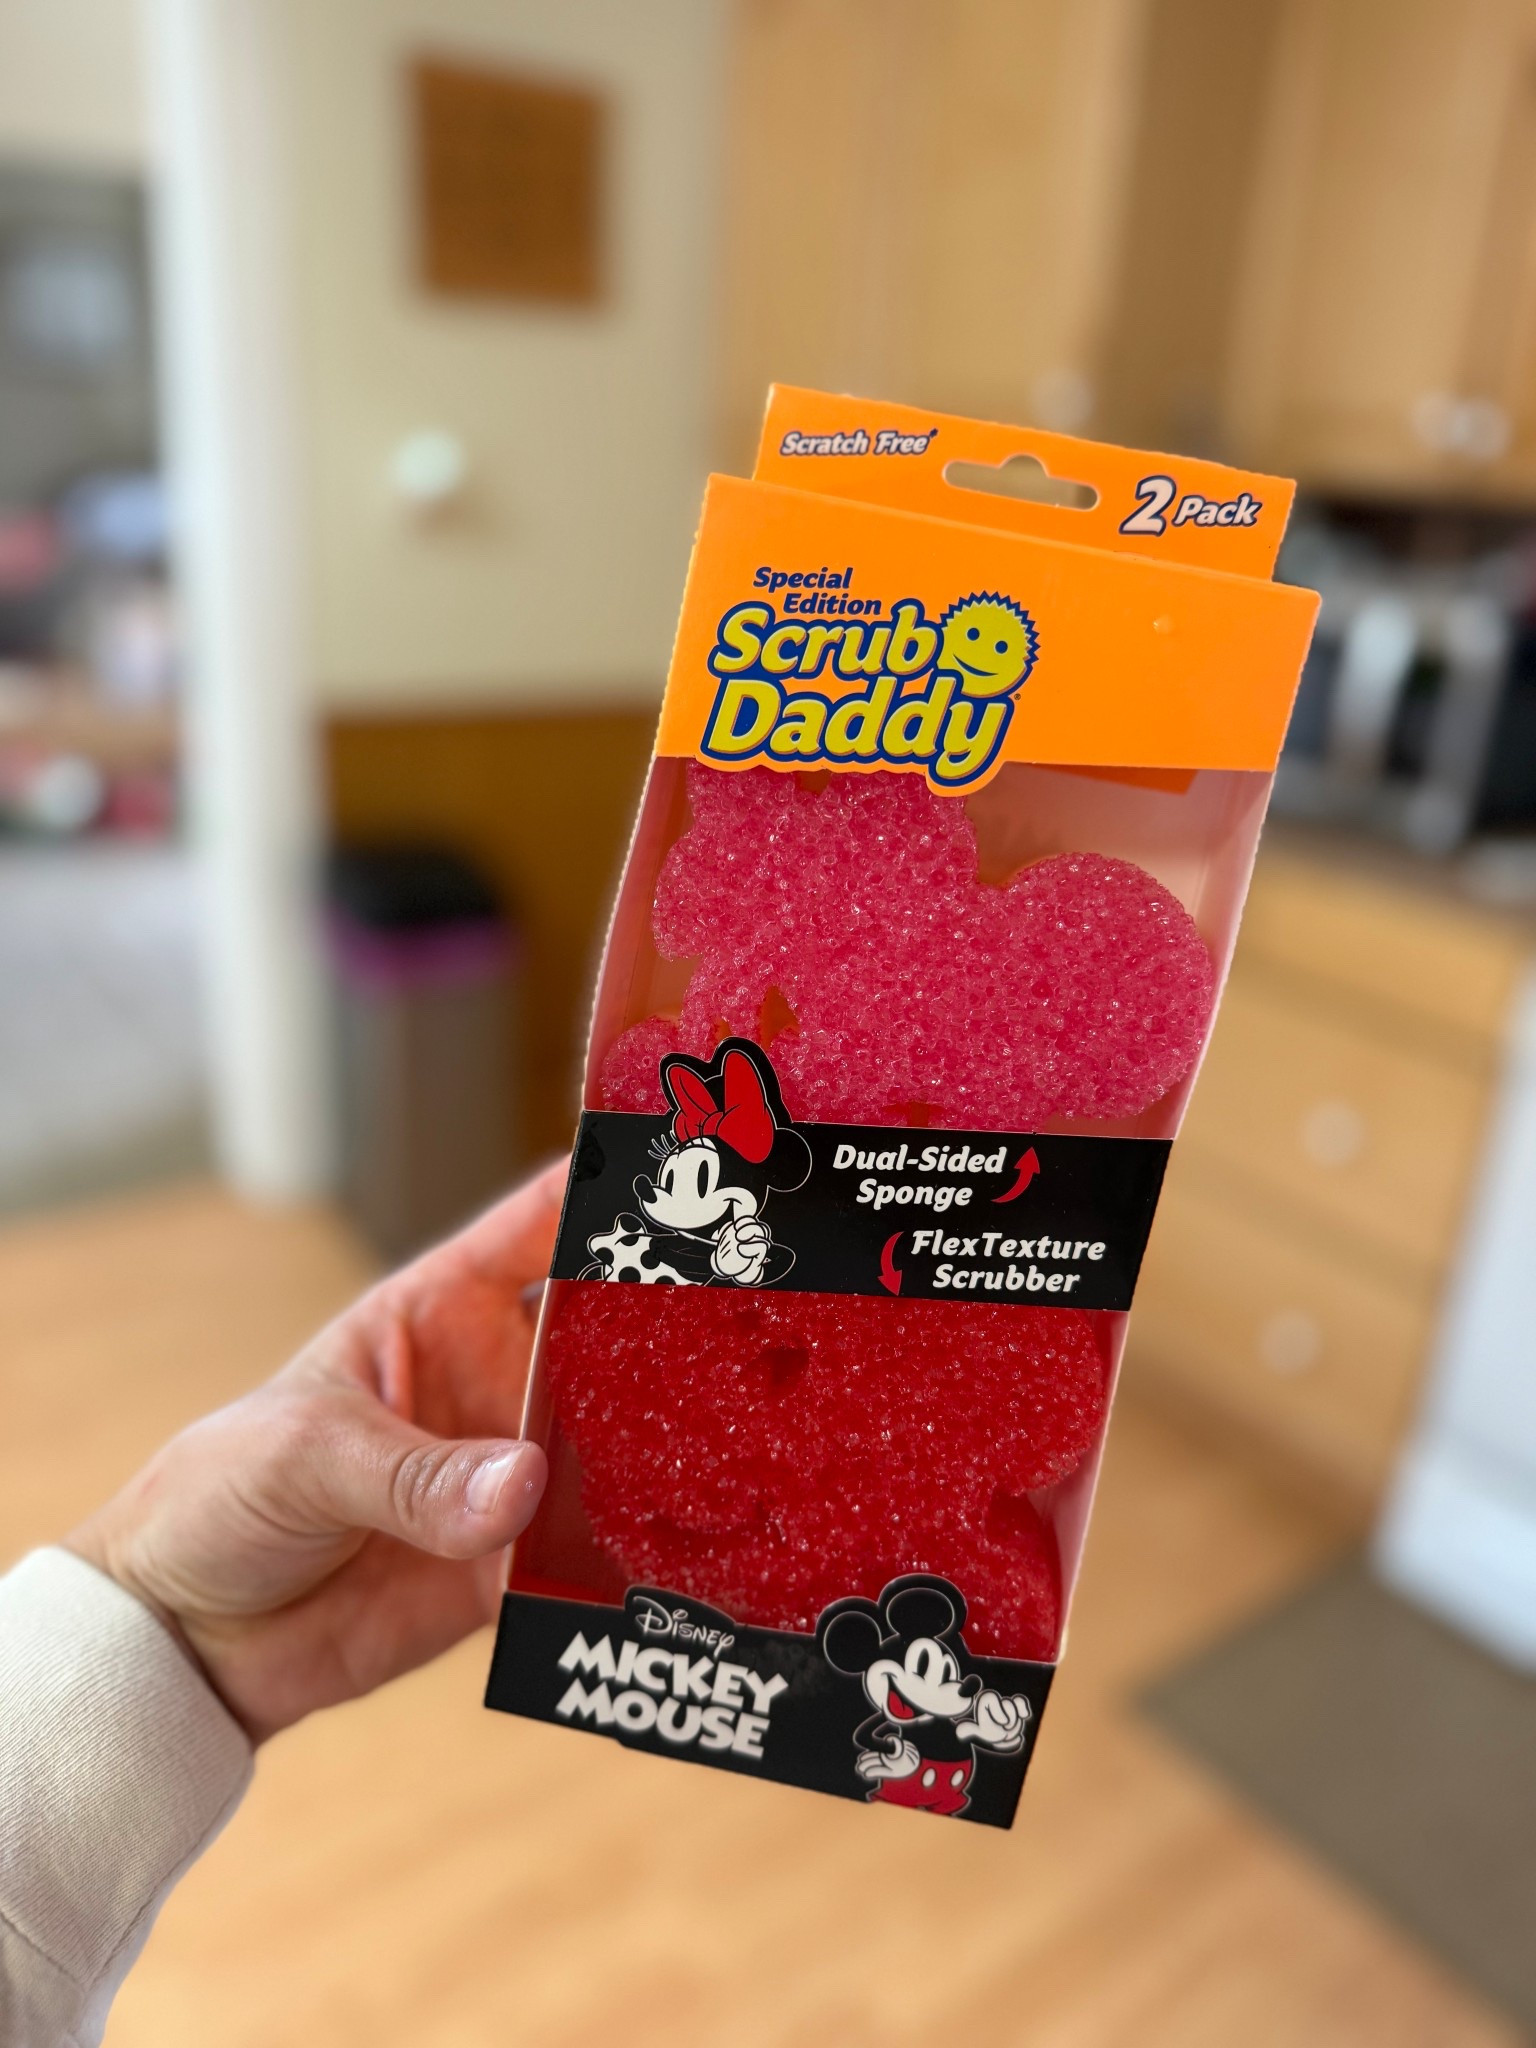 Scratch Free*
2 Pack
Special
Edition
Scrub
Daddy®
Dual-Sided
Sponge
FlexTexture
Scrubber
Disney
MICKEY
MOUSE